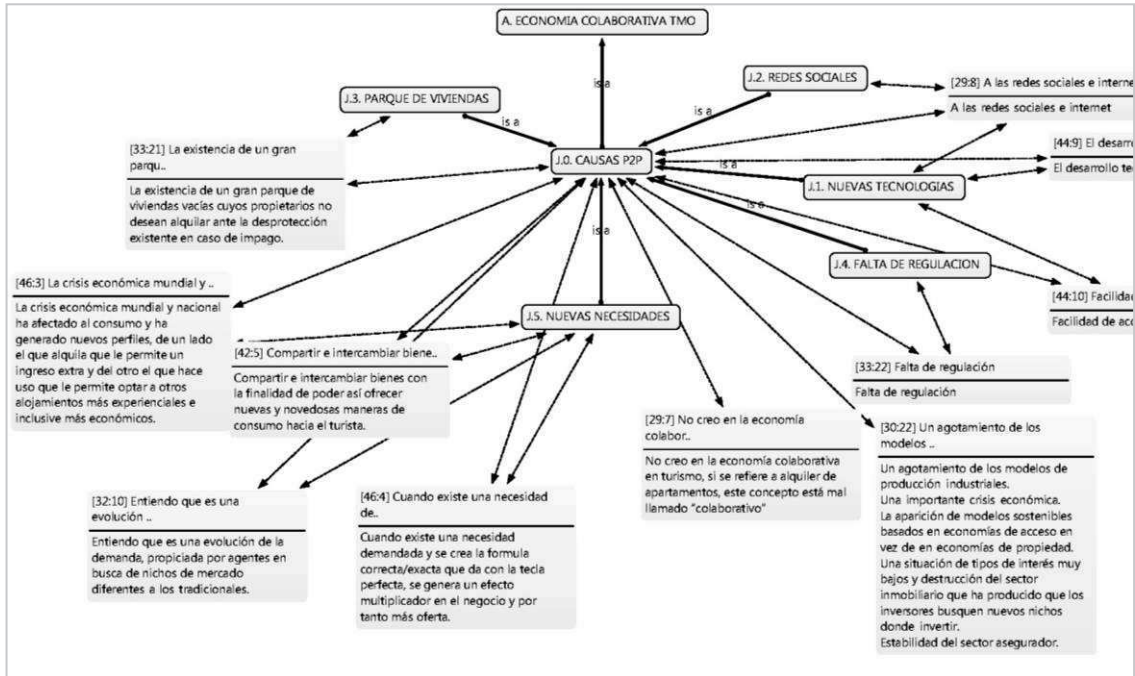 A. ECONOMIA COLABORATIVA TMO
is a
J.2. REDES SOCIALES
is a
J.3. PARQUE DE VIVIENDAS
is a
[29:8] A las redes sociales e interne
A las redes sociales e internet
[33:21] La existencia de un gran
parqu..
La existencia de un gran parque de
viviendas vacías cuyos propietarios no
desean alquilar ante la desprotección
existente en caso de impago.
J.0. CAUSAS P2P
is a
[44:9] El desarr
El desarrollo te
J.1. NUEVAS TECNOLOGIAS
is a
J.4. FALTA DE REGULACION
is a
J.5. NUEVAS NECESIDADES
[46:3] La crisis económica mundial y ..
La crisis económica mundial y nacional
ha afectado al consumo y ha
generado nuevos perfiles, de un lado
el que alquila que le permite un
ingreso extra y del otro el que hace
uso que le permite optar a otros
alojamientos más experienciales e
inclusive más económicos.
[44:10] Facilidad
Facilidad de acc
[42:5] Compartir e intercambiar biene..
Compartir e intercambiar bienes con
la finalidad de poder así ofrecer
nuevas y novedosas maneras de
consumo hacia el turista.
[33:22] Falta de regulación
Falta de regulación
[29:7] No creo en la economía
colabor..
No creo en la economía colaborativa
en turismo, si se refiere a alquiler de
apartamentos, este concepto está mal
llamado "colaborativo"
[30:22] Un agotamiento de los
modelos ..
Un agotamiento de los modelos de
producción industriales.
Una importante crisis económica.
La aparición de modelos sostenibles
basados en economías de acceso en
vez de en economías de propiedad.
Una situación de tipos de interés muy
bajos y destrucción del sector
inmobiliario que ha producido que los
inversores busquen nuevos nichos
donde invertir.
Estabilidad del sector asegurador.
[32:10] Entiendo que es una
evolución ..
Entiendo que es una evolución de la
demanda, propiciada por agentes en
busca de nichos de mercado
diferentes a los tradicionales.
[46:4] Cuando existe una necesidad
de..
Cuando existe una necesidad
demandada y se crea la formula
correcta/exacta que da con la tecla
perfecta, se genera un efecto
multiplicador en el negocio y por
tanto más oferta.